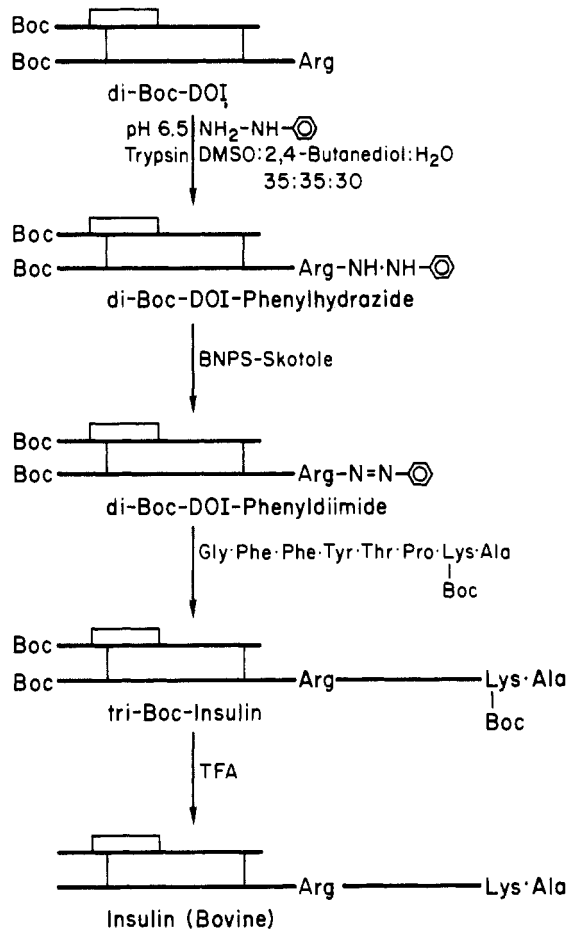 Boc
Boc Arg
di-Boc-DOI,
pH 6.5 NH2-NH-
Trypsin DMSO:2,4-Butanediol:H2O
35:35:30
Boc
Boc Arg-NH·NH-
di-Boc-DOI-Phenylhydrazide
BNPS-Skotole
Boc
Boc Arg-N=N-
di-Boc-DOI-Phenyldiimide
Gly·Phe·Phe·Tyr·Thr·Pro·Lys·Ala
Boc
Boc
Boc Arg Lys·Ala
tri-Boc-Insulin Boc
TFA
Arg Lys·Ala
Insulin (Bovine)